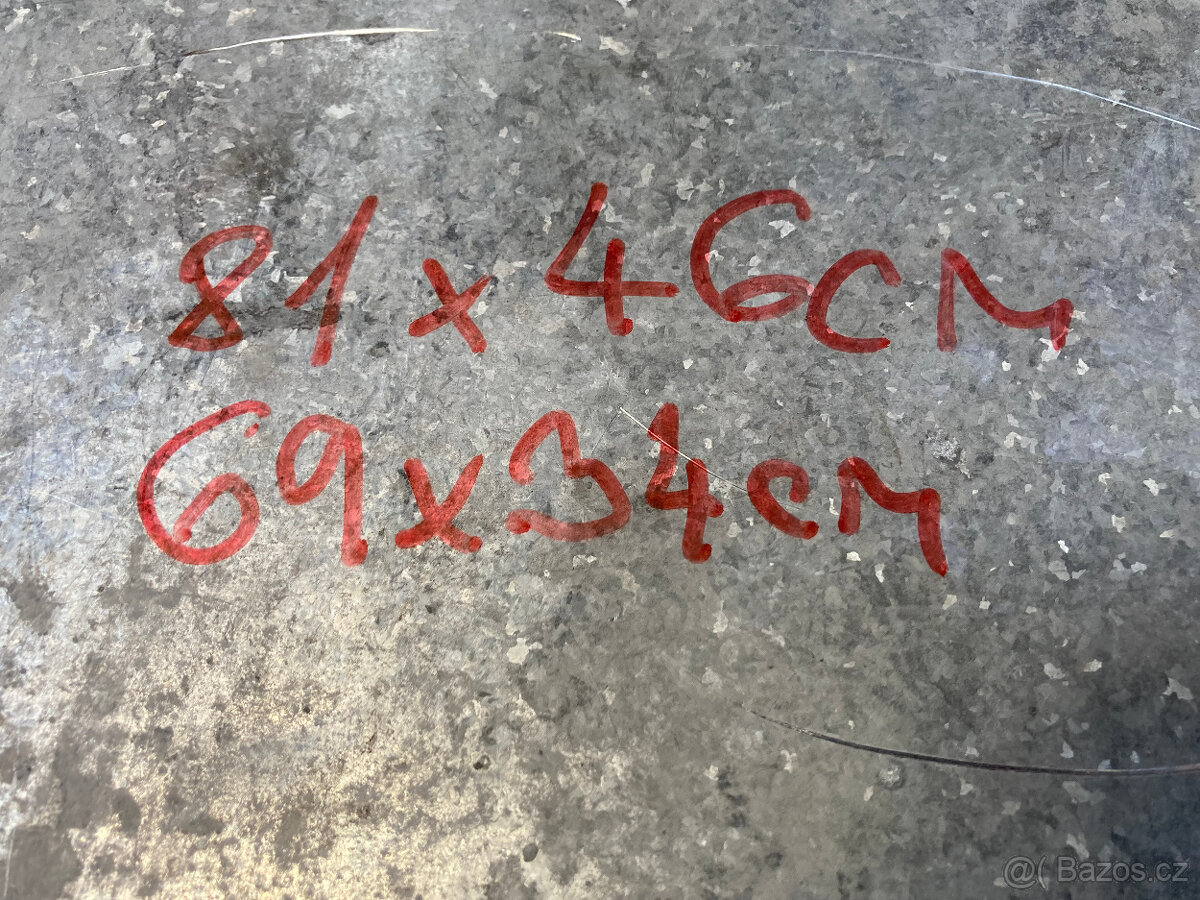 81 x 46cm
69x34cm
@( Bazos.cz